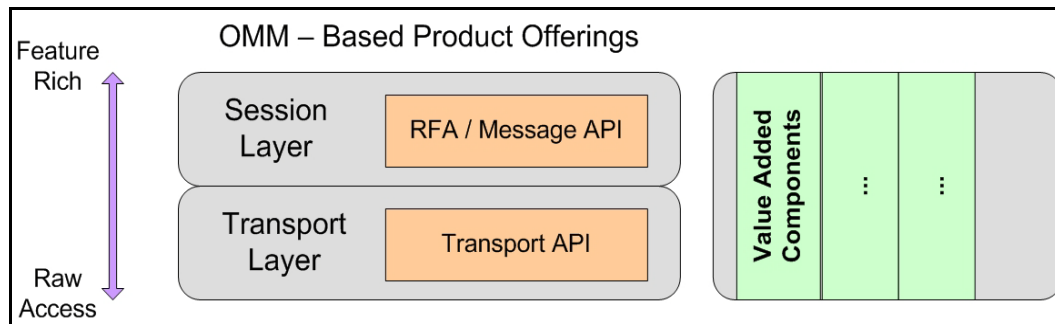 OMM – Based Product Offerings
Feature
Rich
Session
Layer
RFA / Message API
Transport
Layer
Transport API
Raw
Access
Value Added
Components
...
...